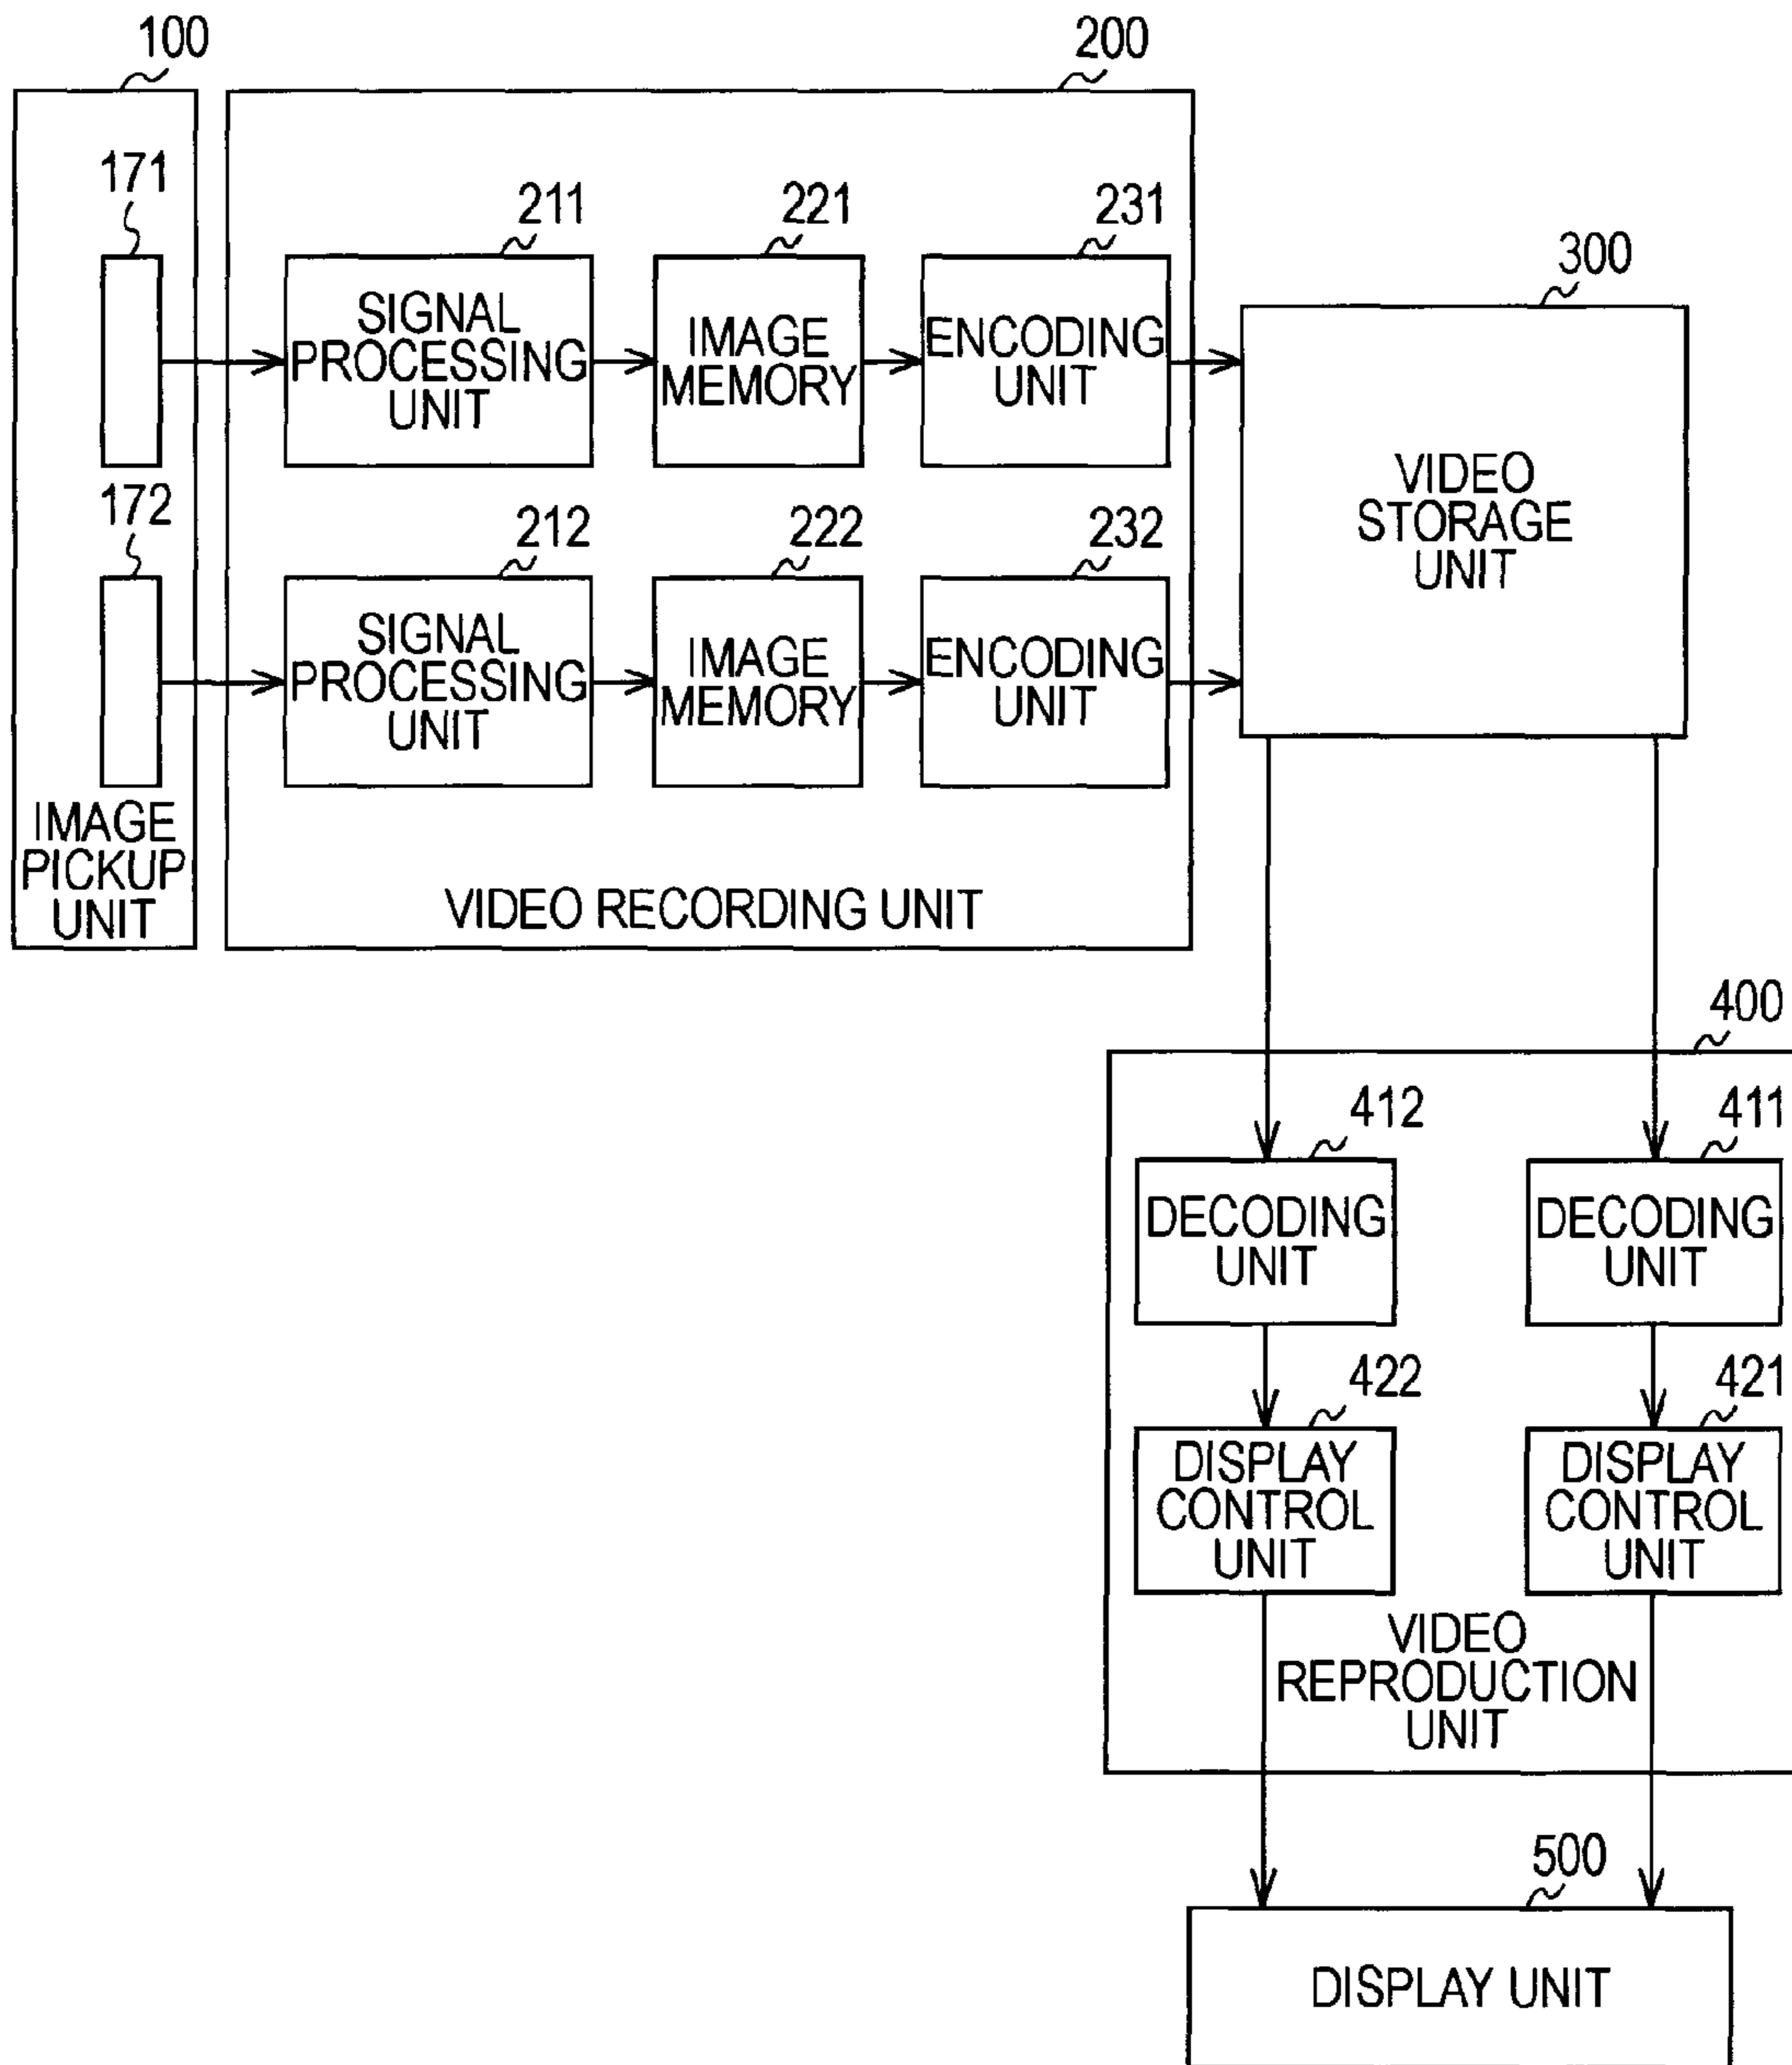 100
200
171
211
221
231
300
SIGNAL
PROCESSING
UNIT
IMAGE
MEMORY
ENCODING
UNIT
VIDEO
STORAGE
UNIT
172
212
222
232
SIGNAL
PROCESSING
UNIT
IMAGE
MEMORY
ENCODING
UNIT
IMAGE
PICKUP
UNIT
VIDEO RECORDING UNIT
400
412
411
DECODING
UNIT
DECODING
UNIT
422
421
DISPLAY
CONTROL
UNIT
DISPLAY
CONTROL
UNIT
VIDEO
REPRODUCTION
UNIT
500
DISPLAY UNIT